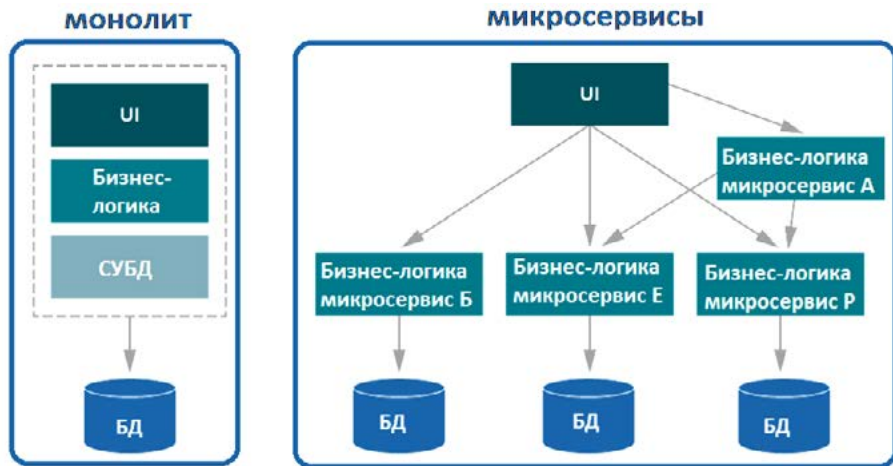 монолит
UI
Бизнес-
логика
СУБД
БД
микросервисы
UI
Бизнес-логика
микросервис А
Бизнес-логика
микросервис Б
Бизнес-логика
микросервис Е
Бизнес-логика
микросервис Р
БД
БД
БД